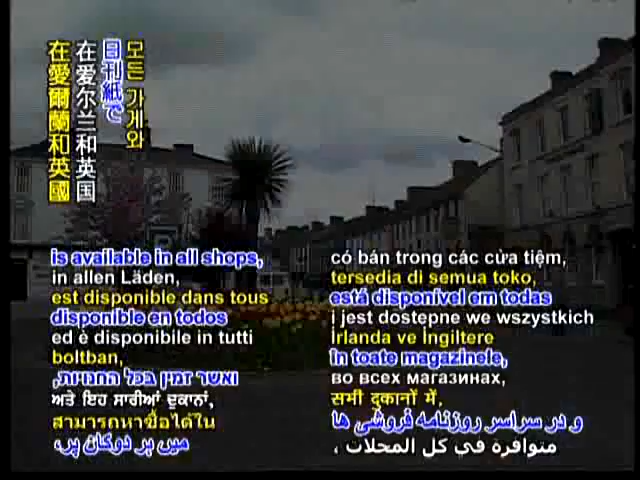 모든 가게와
日刊紙で
在爱尔兰和英国
在愛爾蘭和英國
is available in all shops,
in allen Läden,
est disponible dans tous
disponible en todos
ed è disponibile in tutti
boltban,
ואשר זמין בכל החנויות,
ਅਤੇ ਇਹ ਸਾਰੀਆਂ ਦੁਕਾਨਾਂ,
สามารถหาซื้อได้ใน
میں ہر دوکان پر،
có bán trong các cửa tiệm,
tersedia di semua toko,
está disponível em todas
i jest dostępne we wszystkich
İrlanda ve İngiltere
în toate magazinele,
во всех магазинах,
सभी दुकानों में,
و در سراسر روزنامه فروشی ها
متوافرة في كل المحلات ،